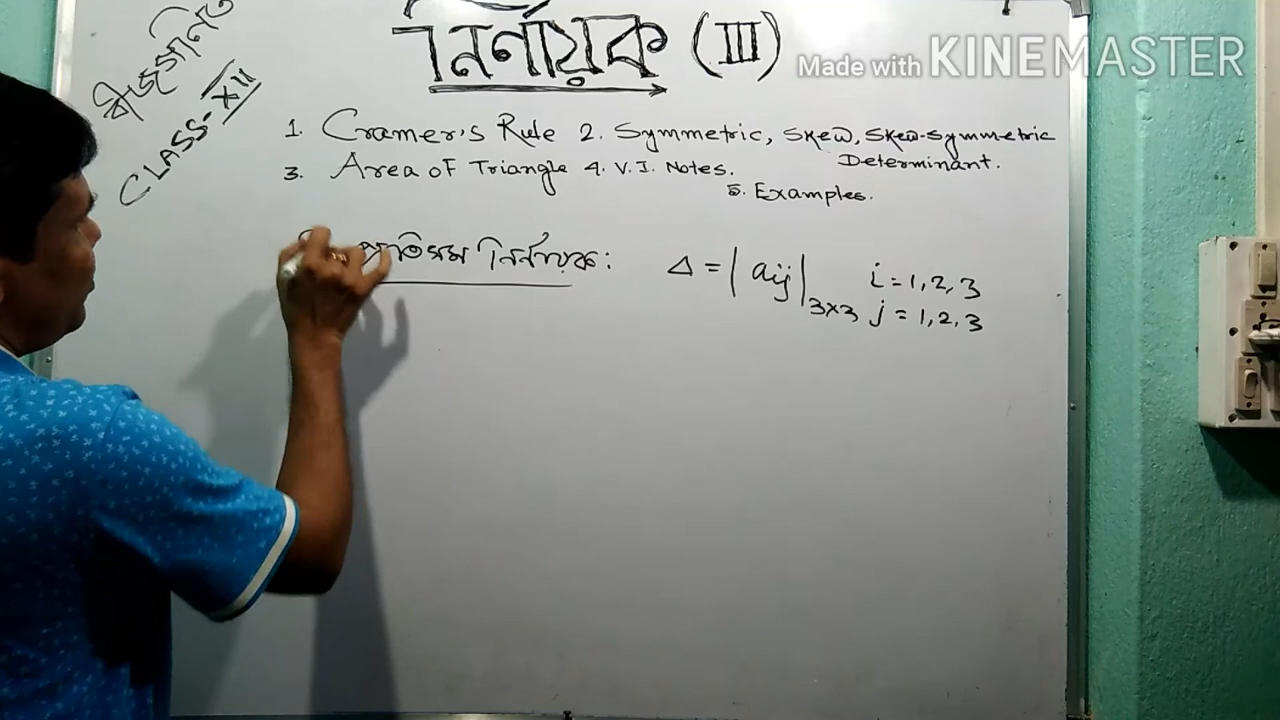 নির্ণায়ক (III)
Made with KINEMASTER
বীজগনিত
CLASS-XII
1. Cramer's Rule 2. Symmetric, Skew, Skew-Symmetric Determinant.
3. Area of Triangle 4. V.I. Notes.
5. Examples.
প্রতিসম নির্ণায়ক: Δ = | aij |3×3 i = 1, 2, 3
j = 1, 2, 3